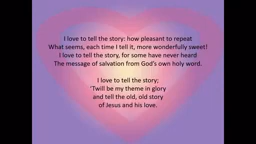 I love to tell the story: how pleasant to repeat
What seems, each time I tell it, more wonderfully sweet!
I love to tell the story, for some have never heard
The message of salvation from God's own holy word.
I love to tell the story;
'Twill be my theme in glory
and tell the old, old story
of Jesus and his love.